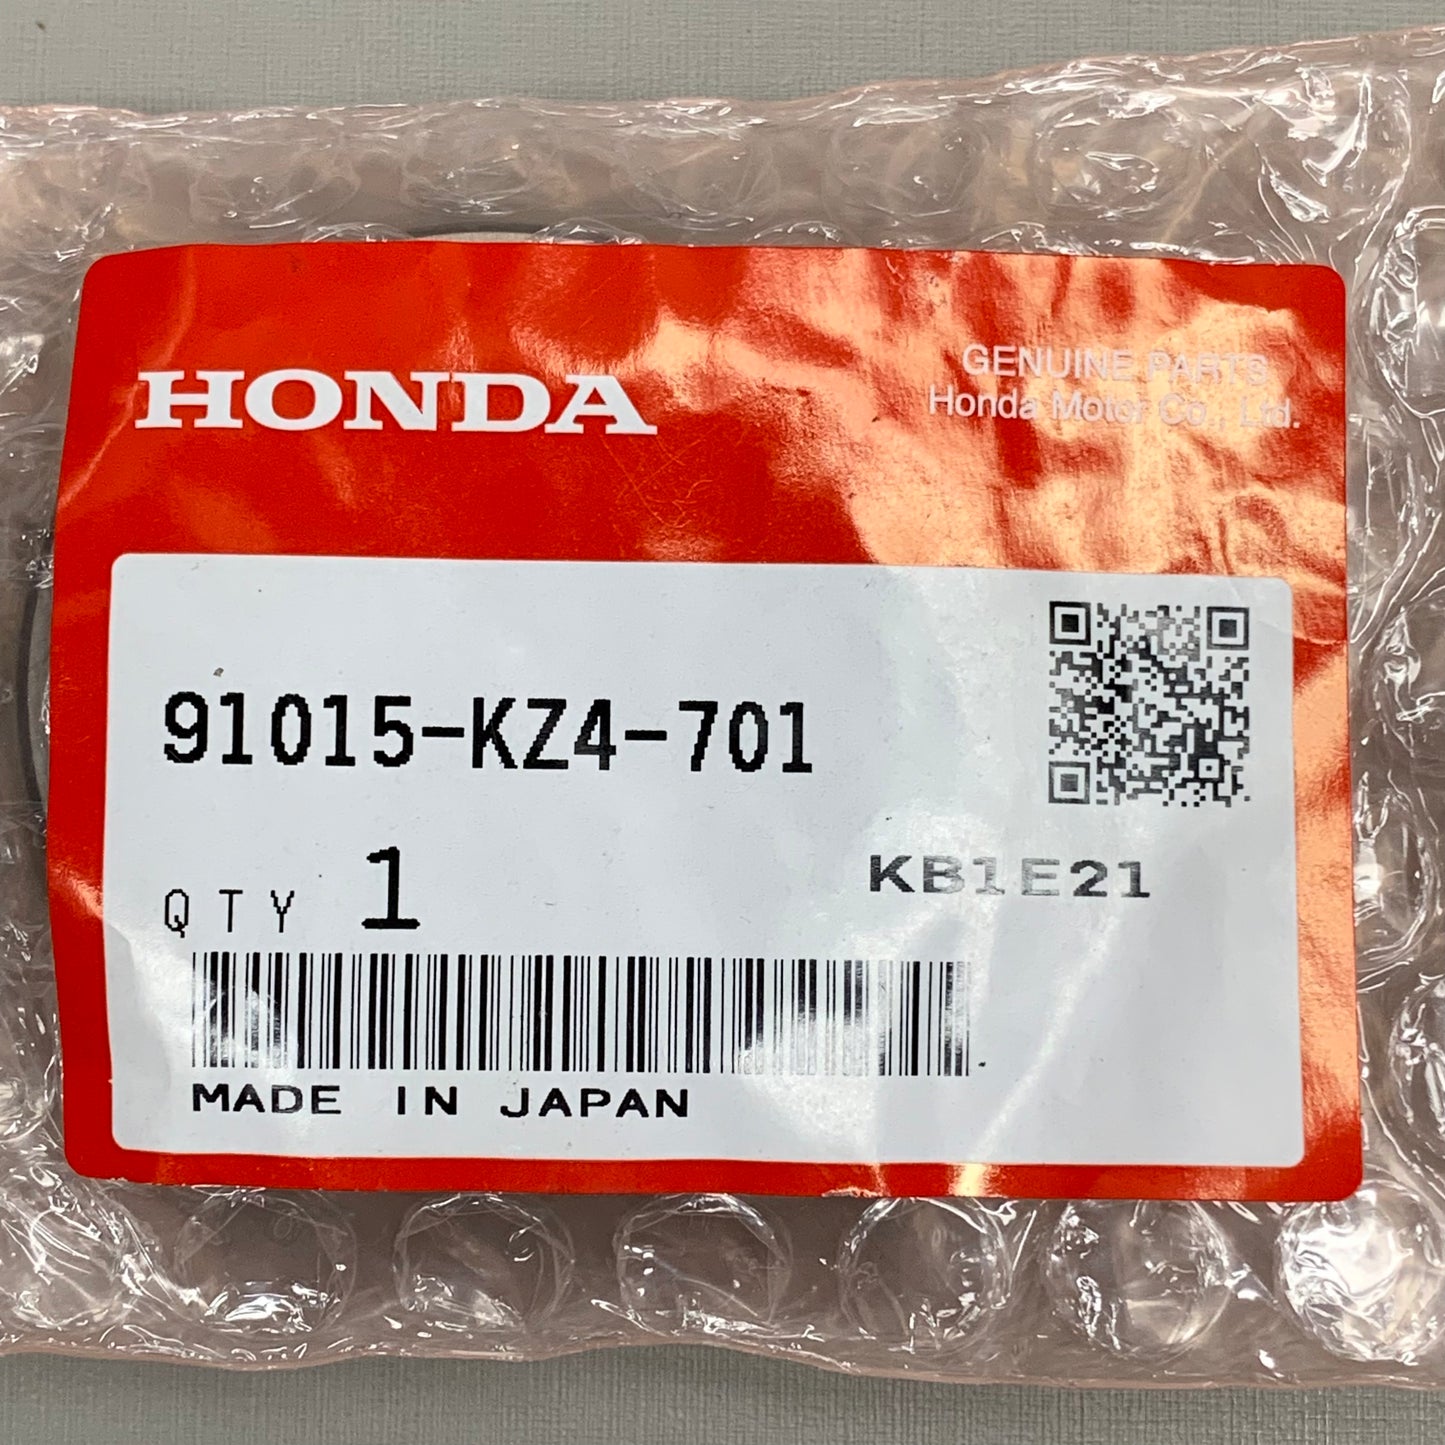 HONDA
GENUINE PARTS
Honda Motor Co., Ltd.
91015-KZ4-701
QTY 1
KB1E21
MADE IN JAPAN